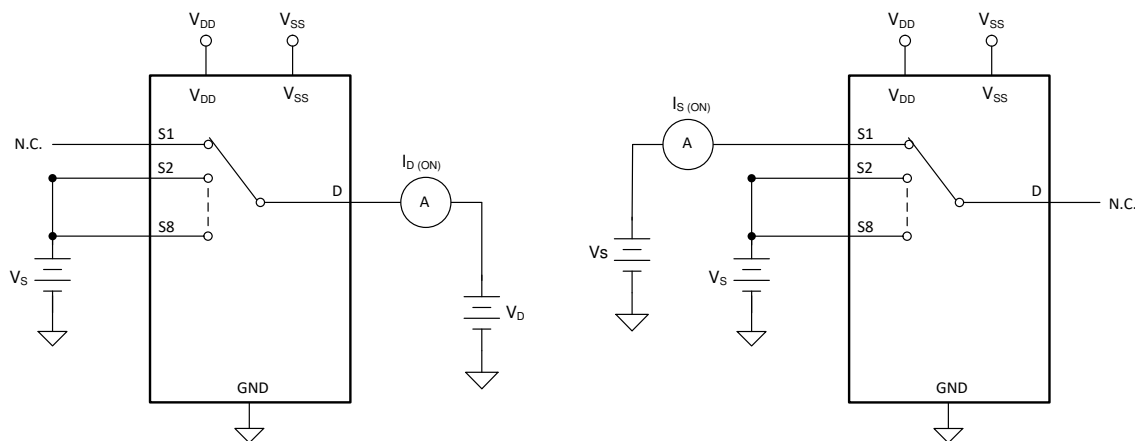 VDD
VSS
VDD
VSS
N.C.
S1
S2
S8
D
ID (ON)
A
VS
VD
GND
VDD
VSS
VDD
VSS
IS (ON)
A
S1
S2
S8
D
N.C.
Vs
VS
GND